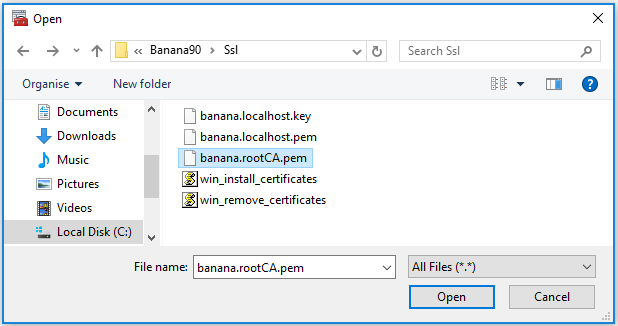 Open
« Banana90 > Ssl
Search Ssl
Organise
New folder
?
Documents
Downloads
Music
Pictures
Videos
Local Disk (C:)
banana.localhost.key
banana.localhost.pem
banana.rootCA.pem
win_install_certificates
win_remove_certificates
File name: banana.rootCA.pem
All Files (*.*)
Open
Cancel